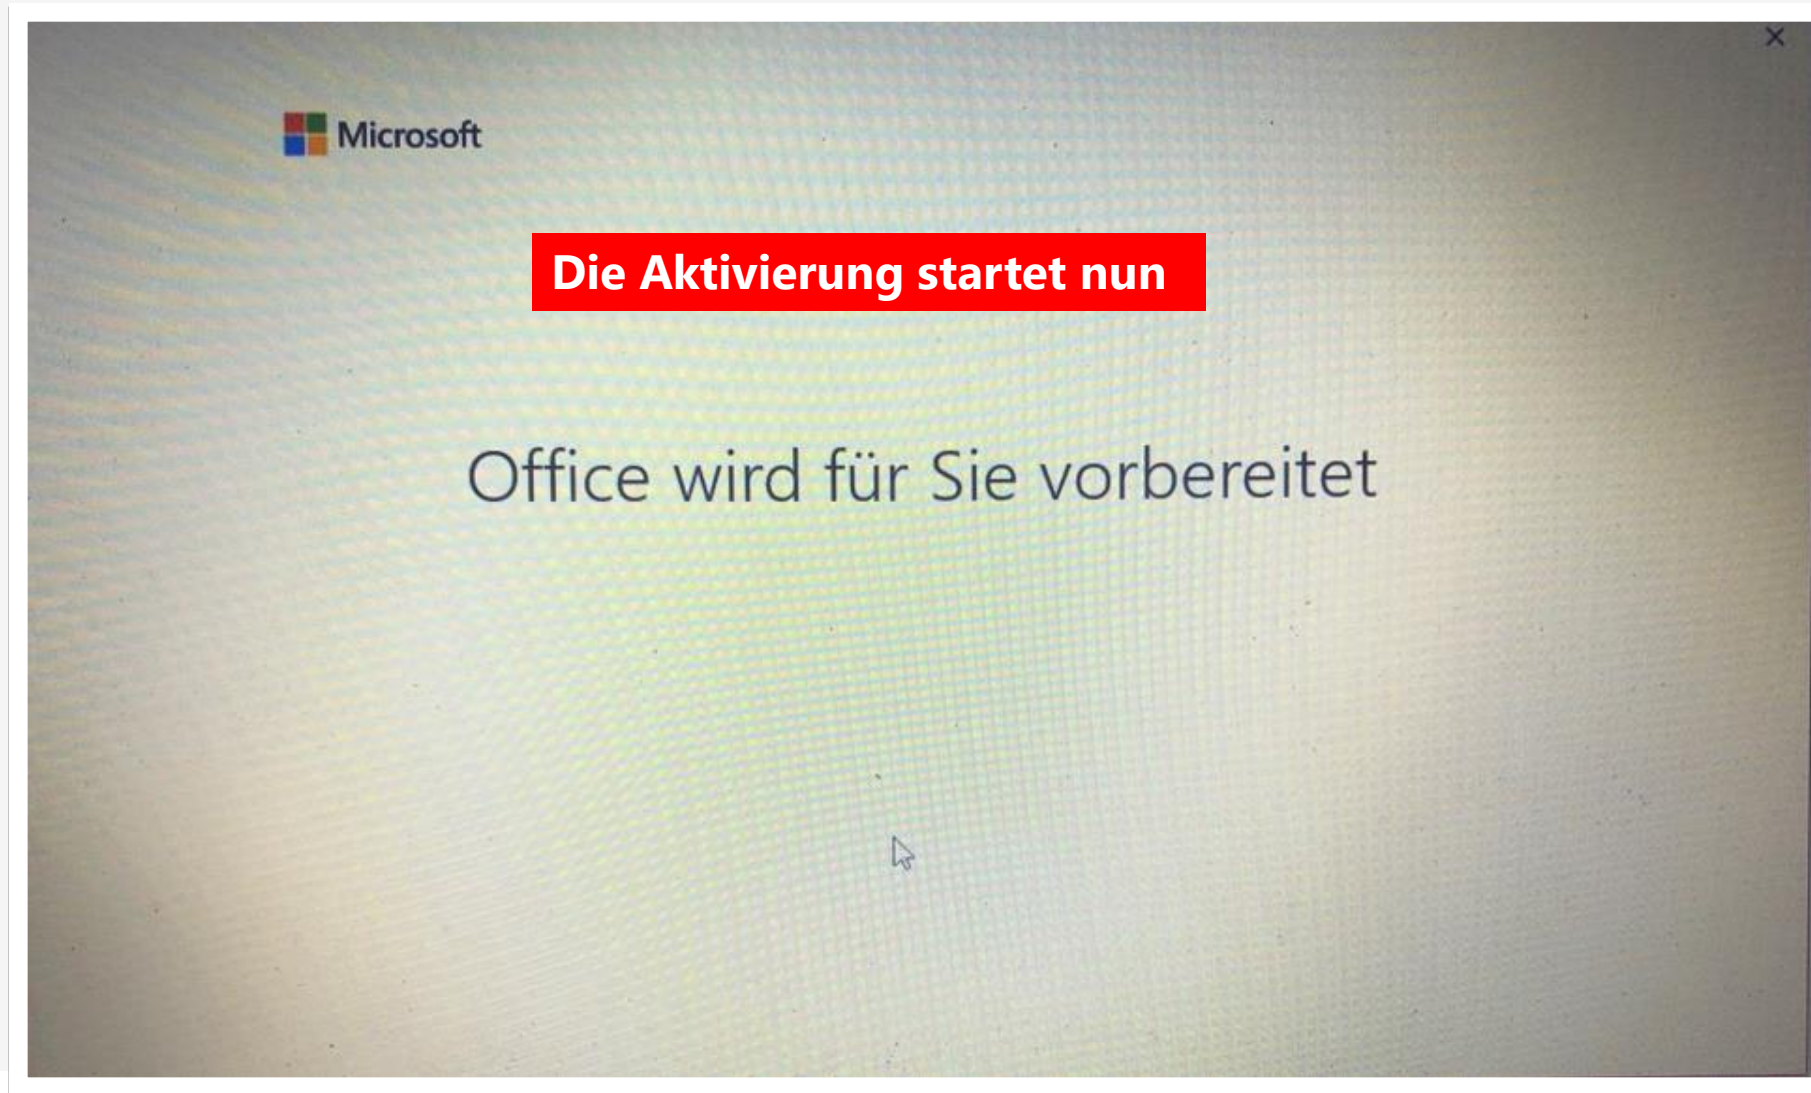 Microsoft
Die Aktivierung startet nun
Office wird für Sie vorbereitet